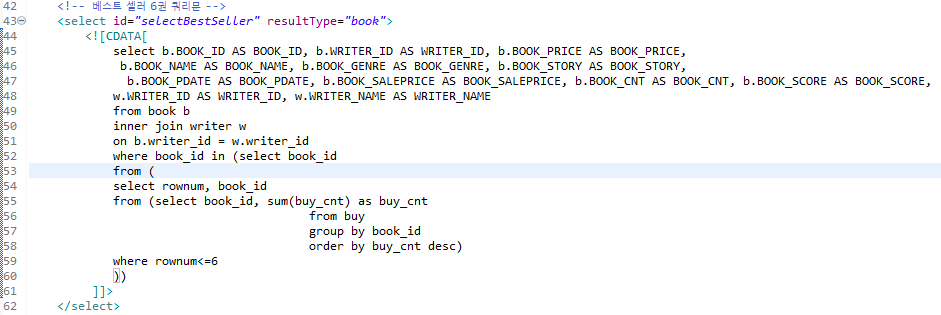 42 <!-- 베스트 셀러 6권 쿼리문 -->
43 <select id="selectBestSeller" resultType="book">
44 <![CDATA[
45 select b.BOOK_ID AS BOOK_ID, b.WRITER_ID AS WRITER_ID, b.BOOK_PRICE AS BOOK_PRICE,
46 b.BOOK_NAME AS BOOK_NAME, b.BOOK_GENRE AS BOOK_GENRE, b.BOOK_STORY AS BOOK_STORY,
47 b.BOOK_PDATE AS BOOK_PDATE, b.BOOK_SALEPRICE AS BOOK_SALEPRICE, b.BOOK_CNT AS BOOK_CNT, b.BOOK_SCORE AS BOOK_SCORE,
48 w.WRITER_ID AS WRITER_ID, w.WRITER_NAME AS WRITER_NAME
49 from book b
50 inner join writer w
51 on b.writer_id = w.writer_id
52 where book_id in (select book_id
53 from (
54 select rownum, book_id
55 from (select book_id, sum(buy_cnt) as buy_cnt
56 from buy
57 group by book_id
58 order by buy_cnt desc)
59 where rownum<=6
60 ))
61 ]]>
62 </select>